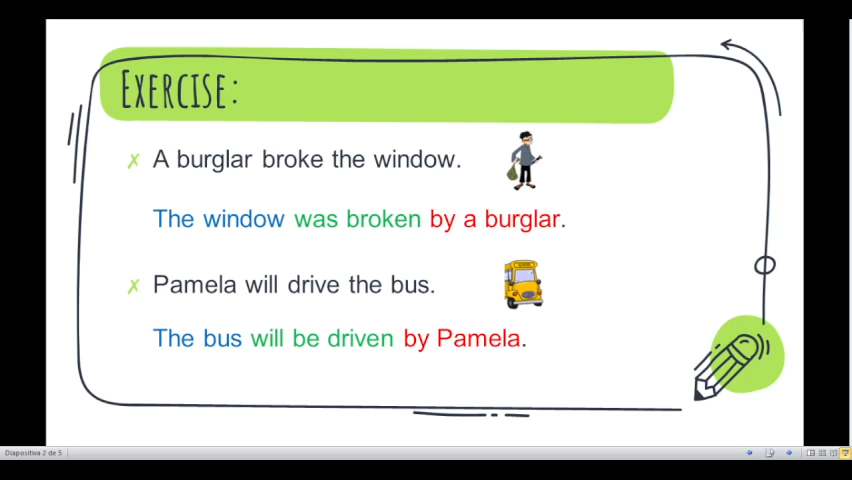 Exercise:
✗ A burglar broke the window.
The window was broken by a burglar.
✗ Pamela will drive the bus.
The bus will be driven by Pamela.
Diapositiva 2 de 5